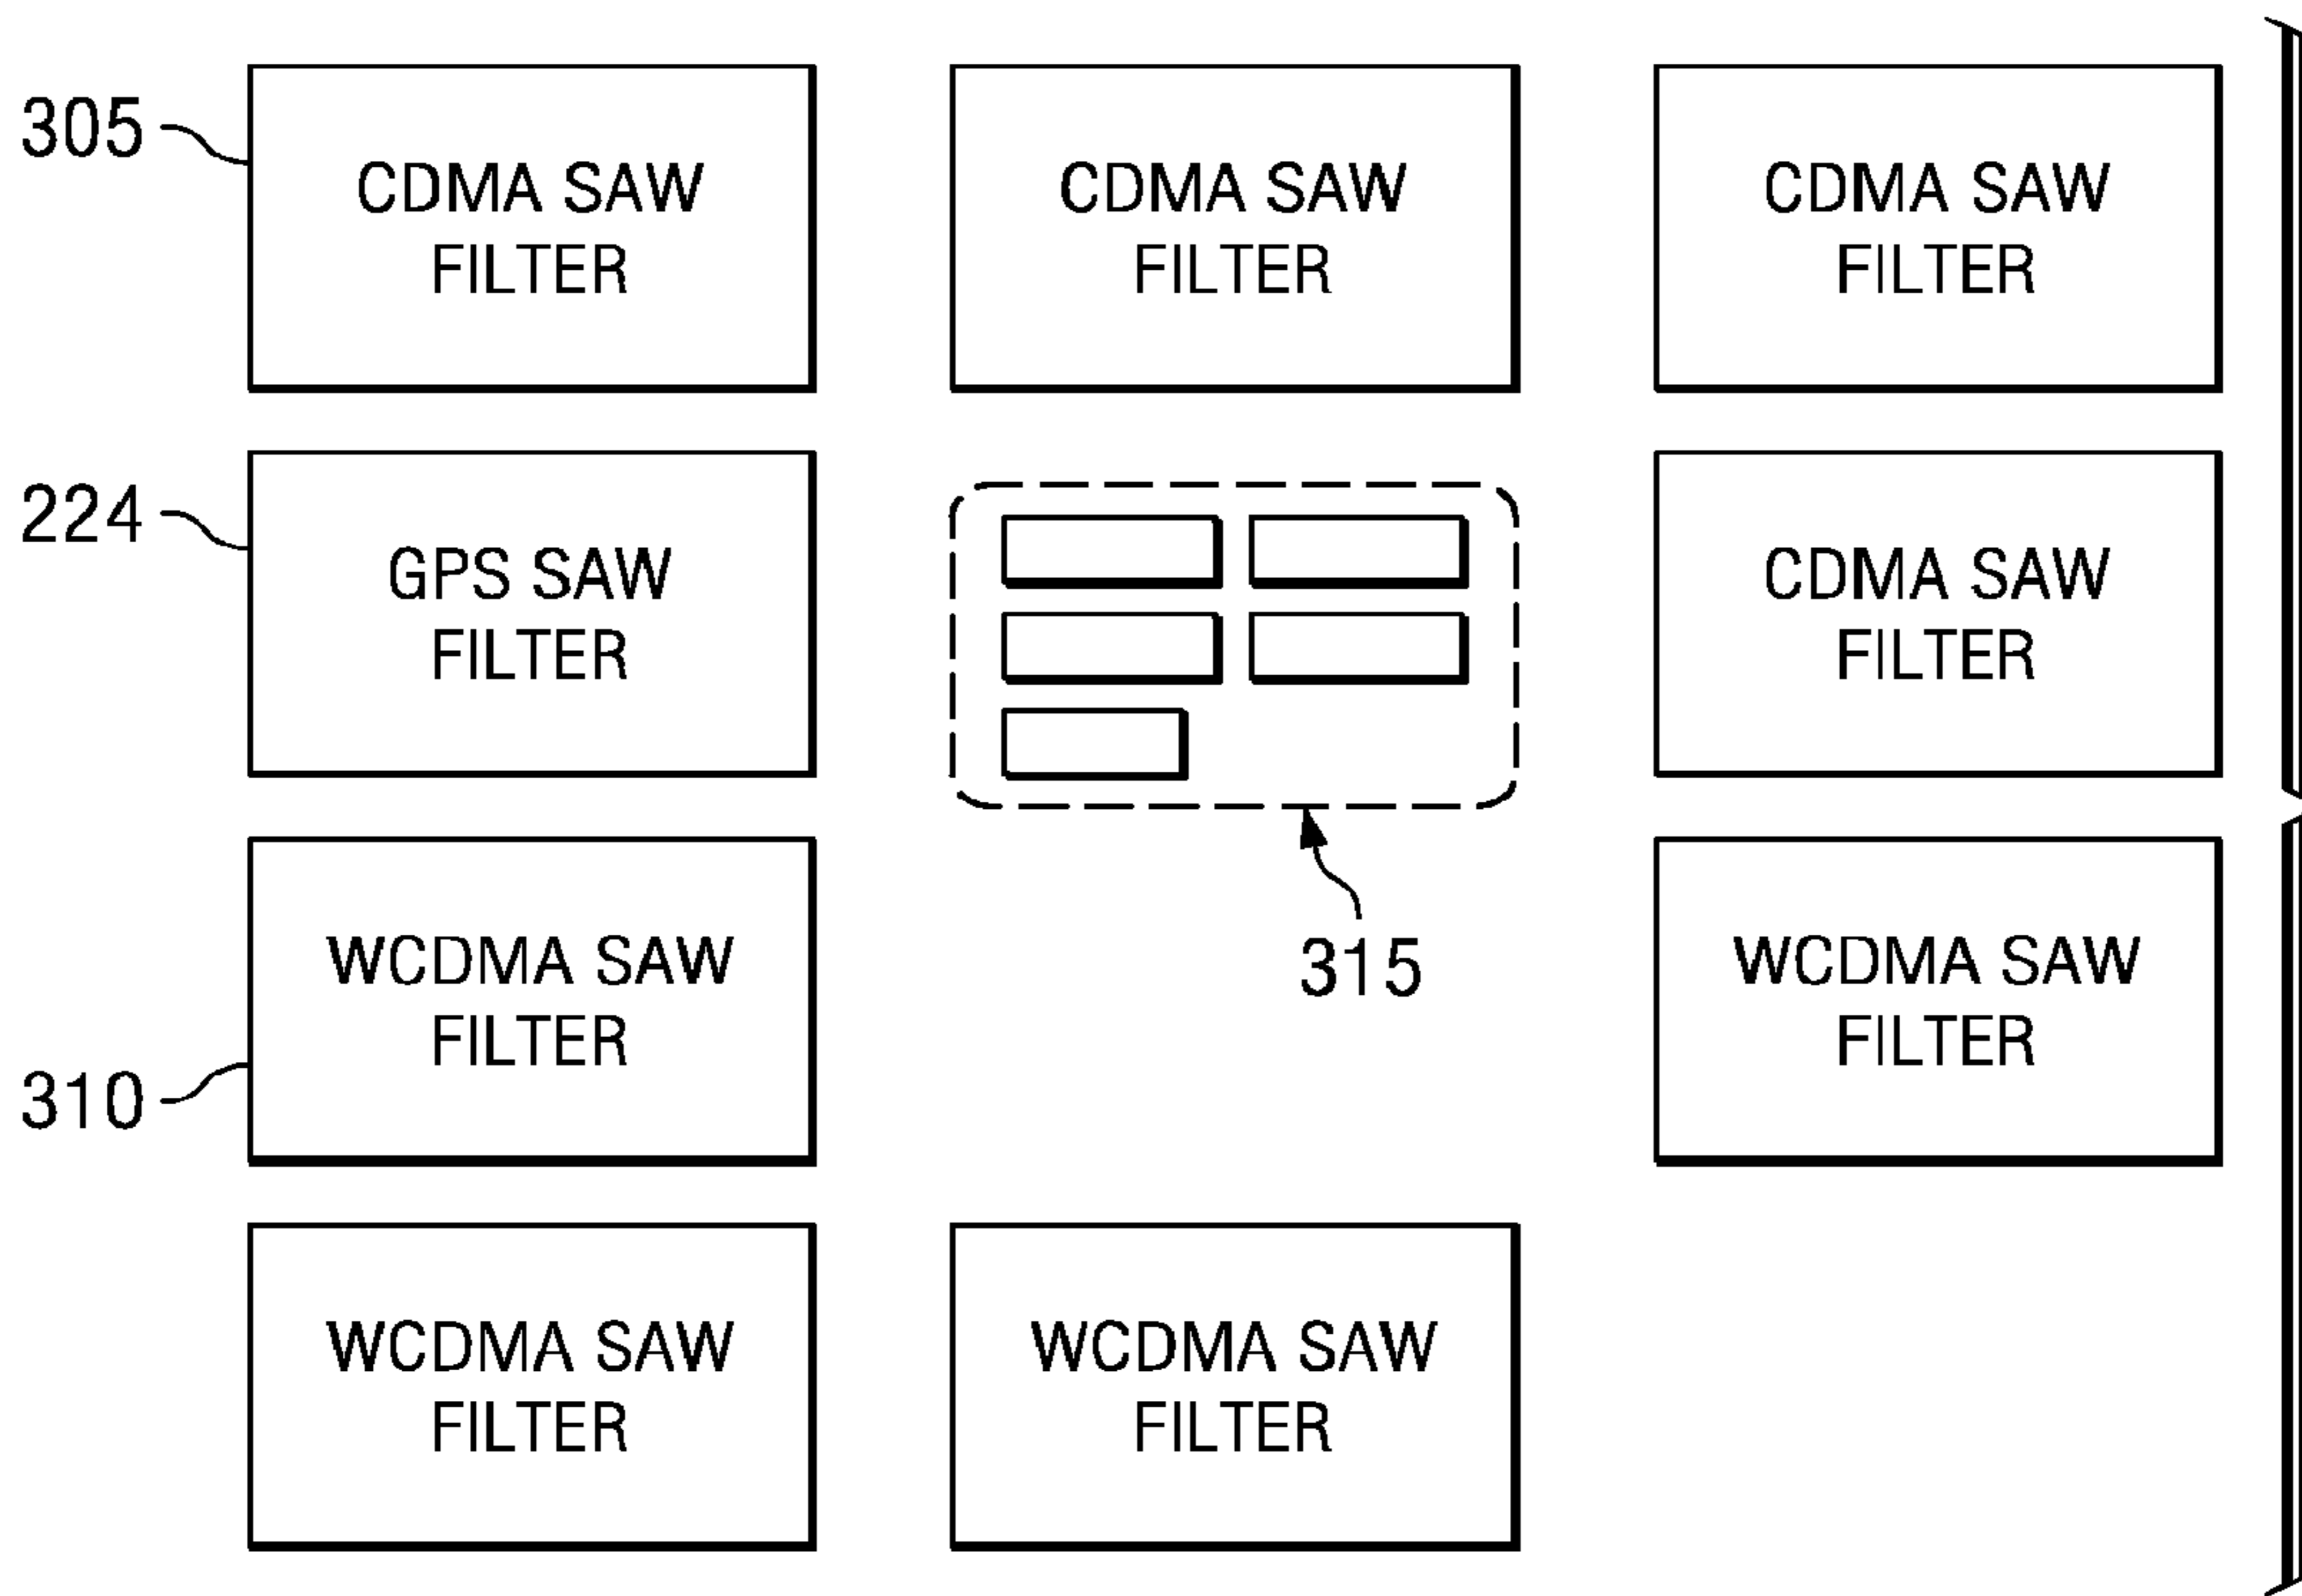 305
CDMA SAW
FILTER
CDMA SAW
FILTER
CDMA SAW
FILTER
224
GPS SAW
FILTER
CDMA SAW
FILTER
315
310
WCDMA SAW
FILTER
WCDMA SAW
FILTER
WCDMA SAW
FILTER
WCDMA SAW
FILTER